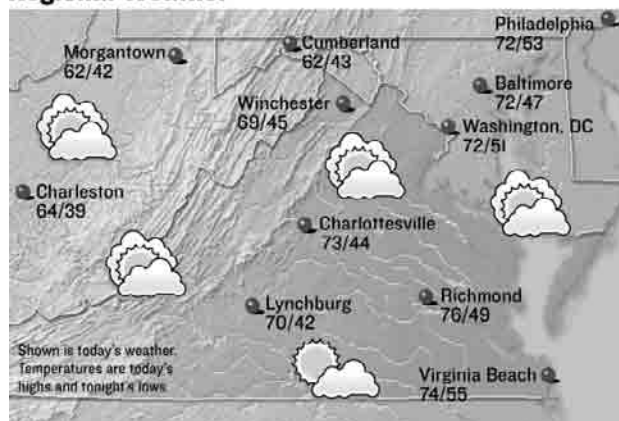 Philadelphia
72/53
Morgantown
62/42
Cumberland
62/43
Baltimore
72/47
Winchester
69/45
Washington, DC
72/51
Charleston
64/39
Charlottesville
73/44
Lynchburg
70/42
Richmond
76/49
Shown is today's weather.
Temperatures are today's
highs and tonight's lows.
Virginia Beach
74/55